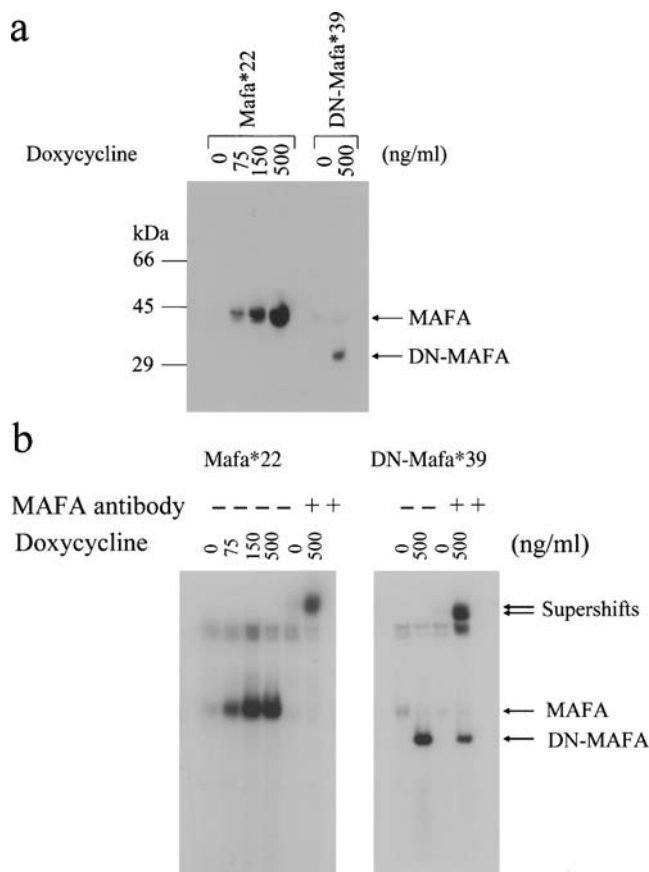 a
Mafa*22 DN-Mafa*39
Doxycycline 0 75 150 500 0 500 (ng/ml)
kDa
66
45 MAFA
29 DN-MAFA
b
Mafa*22 DN-Mafa*39
MAFA antibody – – – – + + – – + +
Doxycycline 0 75 150 500 0 500 0 500 0 500 (ng/ml)
Supershifts
MAFA
DN-MAFA